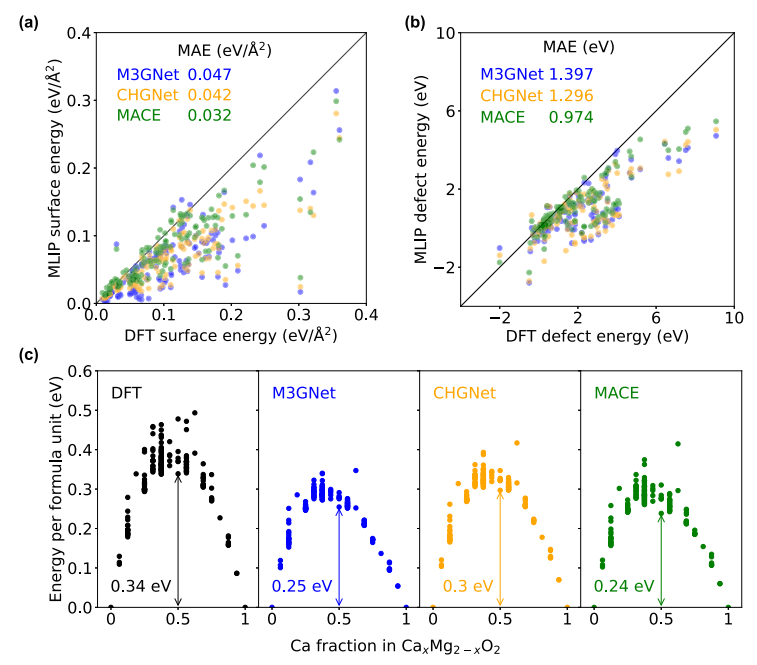 (a)
MAE (eV/Å²)
M3GNet 0.047
CHGNet 0.042
MACE 0.032
MLIP surface energy (eV/Å²)
0.4
0.3
0.2
0.1
0.0
0.0 0.1 0.2 0.3 0.4
DFT surface energy (eV/Å²)
(b)
MAE (eV)
M3GNet 1.397
CHGNet 1.296
MACE 0.974
MLIP defect energy (eV)
10
6
2
−2
−2 2 6 10
DFT defect energy (eV)
(c)
Energy per formula unit (eV)
0.6
0.5
0.4
0.3
0.2
0.1
0.0
DFT
0.34 eV
0 0.5 1
M3GNet
0.25 eV
0 0.5 1
CHGNet
0.3 eV
0 0.5 1
MACE
0.24 eV
0 0.5 1
Ca fraction in CaₓMg₂₋ₓO₂